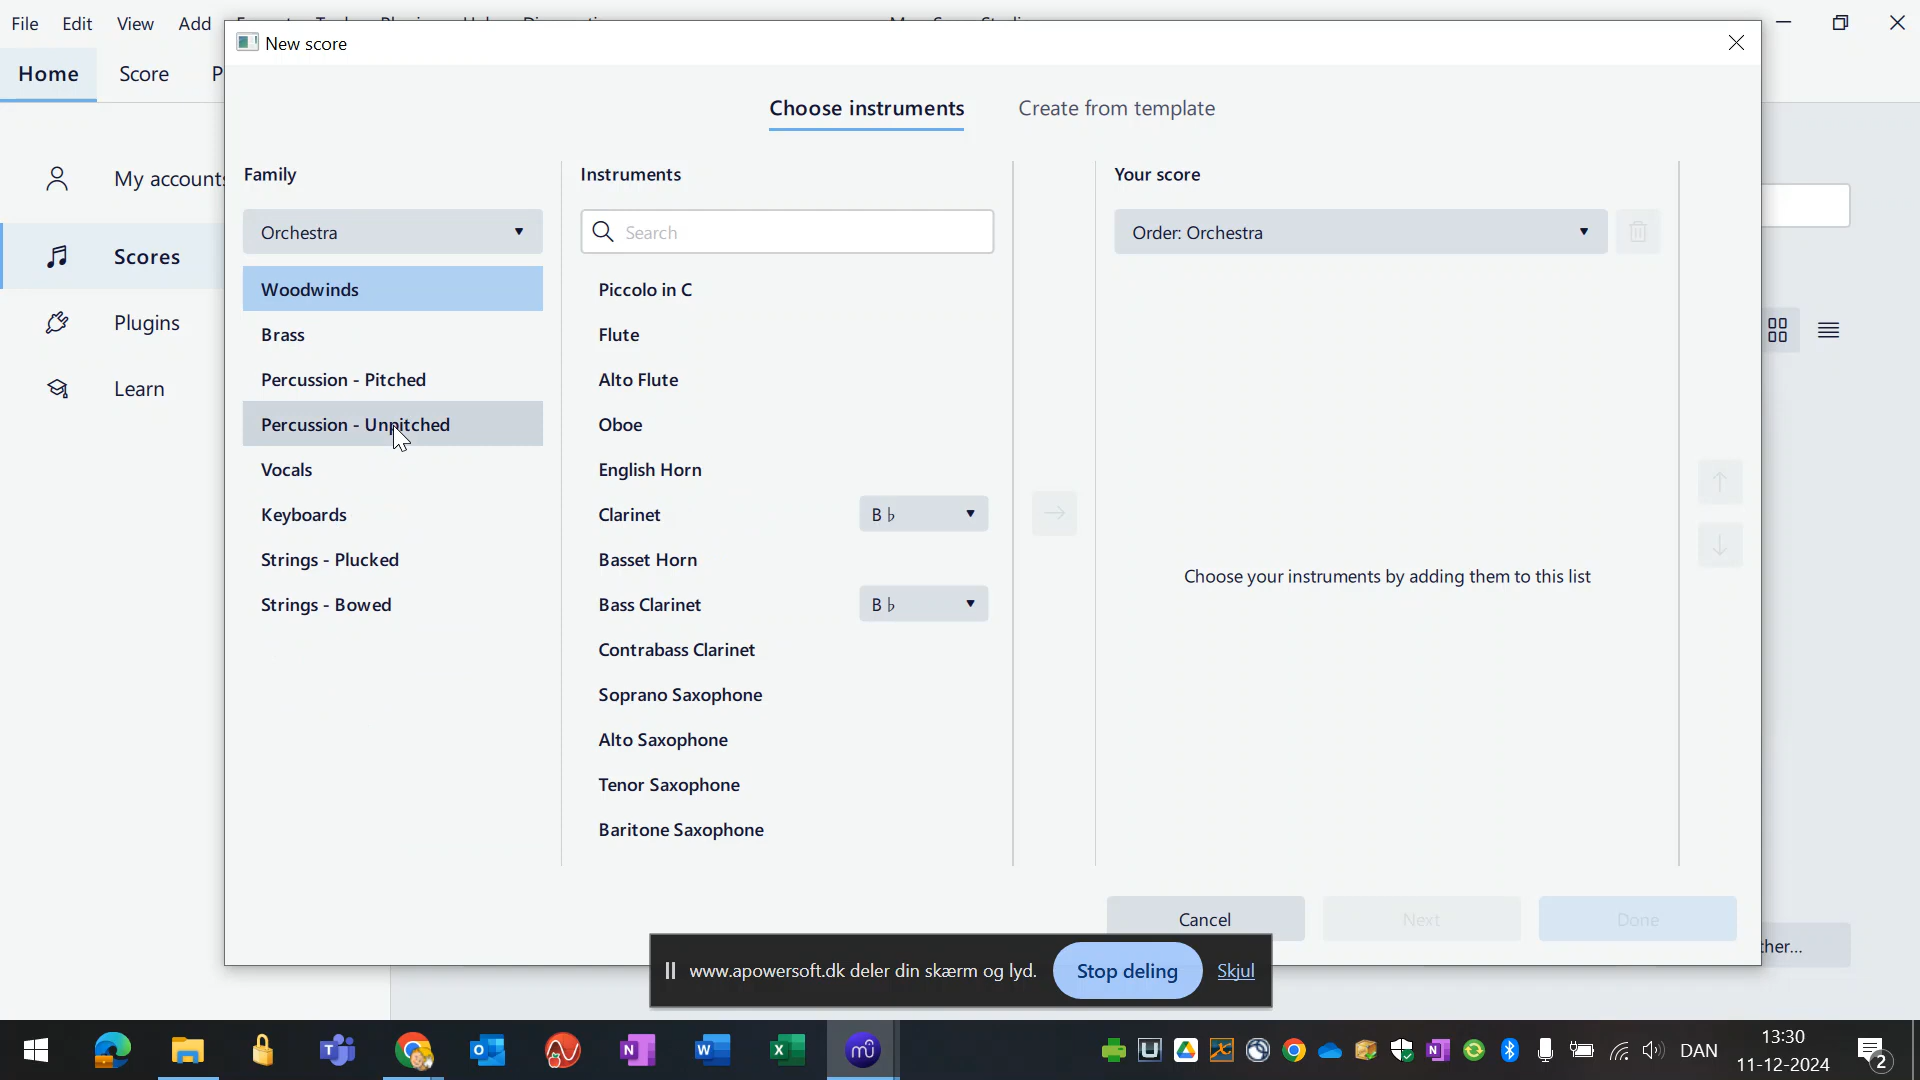 File Edit View Add
New score
Home Score P
Choose instruments Create from template
My accounts
Scores
Plugins
Learn
Family
Orchestra
Woodwinds
Brass
Percussion - Pitched
Percussion - Unpitched
Vocals
Keyboards
Strings - Plucked
Strings - Bowed
Instruments
Search
Piccolo in C
Flute
Alto Flute
Oboe
English Horn
Clarinet B ♭
Basset Horn
Bass Clarinet B ♭
Contrabass Clarinet
Soprano Saxophone
Alto Saxophone
Tenor Saxophone
Baritone Saxophone
Your score
Order: Orchestra
Choose your instruments by adding them to this list
Cancel Next Done
ther...
www.apowersoft.dk deler din skærm og lyd. Stop deling Skjul
DAN
13:30
11-12-2024
2